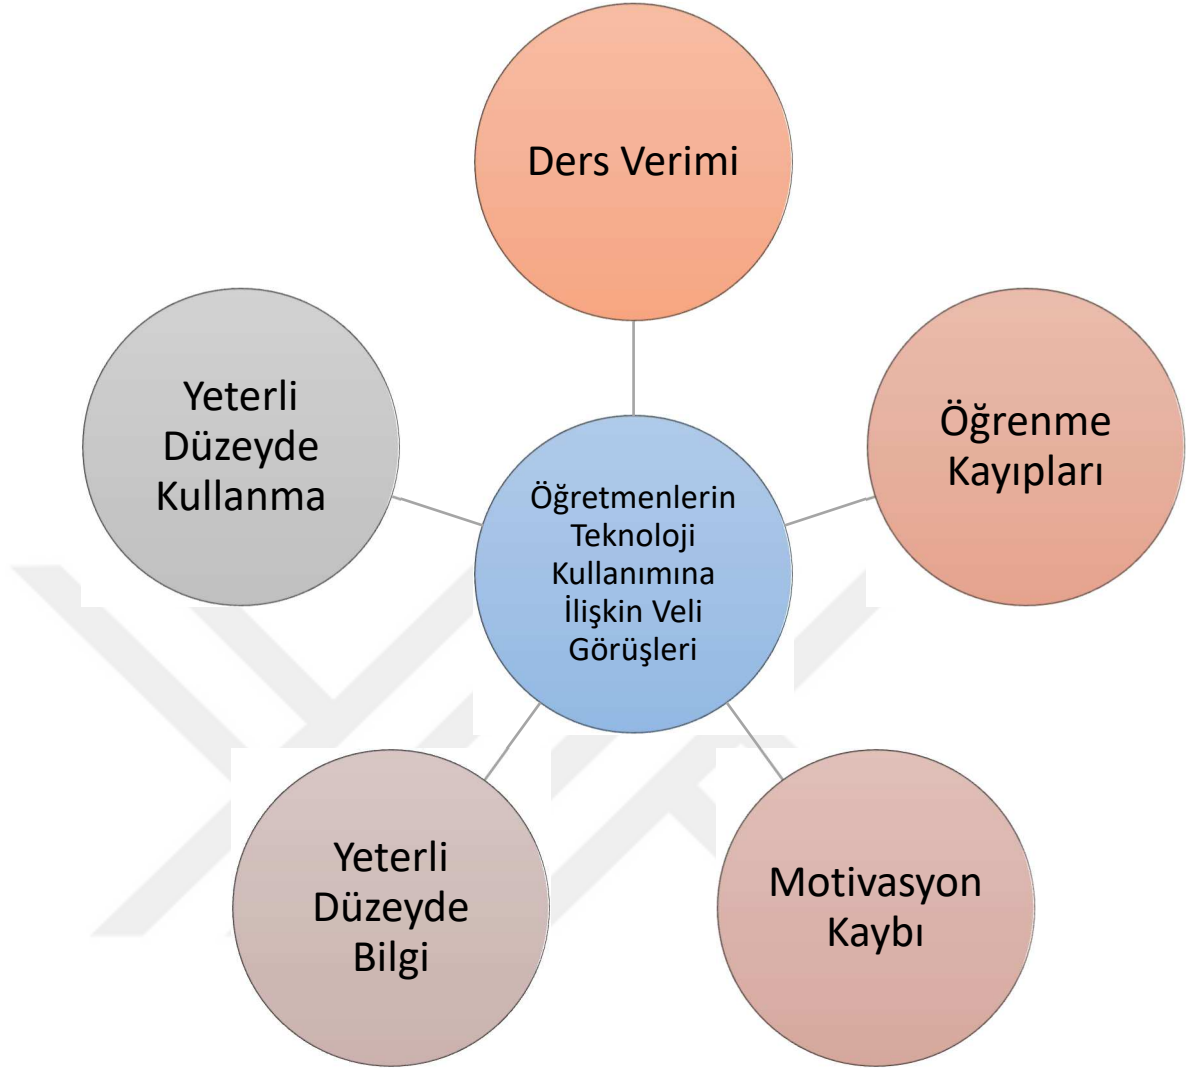 Ders Verimi
Yeterli
Düzeyde
Kullanma
Öğrenme
Kayıpları
Öğretmenlerin
Teknoloji
Kullanımına
İlişkin Veli
Görüşleri
Yeterli
Düzeyde
Bilgi
Motivasyon
Kaybı